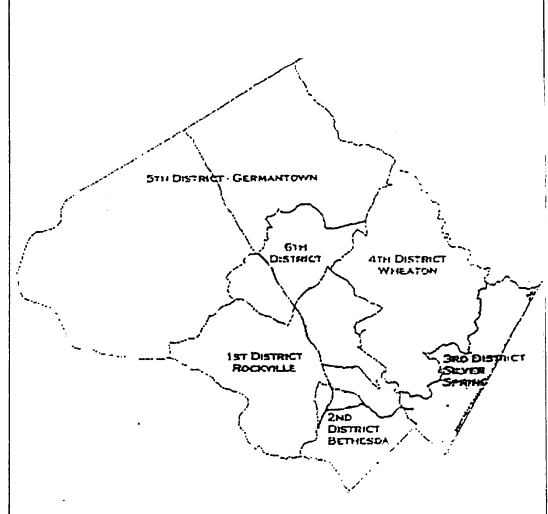 5TH DISTRICT - GERMANTOWN
6TH
DISTRICT
4TH DISTRICT
WHEATON
1ST DISTRICT
ROCKVILLE
3RD DISTRICT
SILVER
SPRING
2ND
DISTRICT
BETHESDA